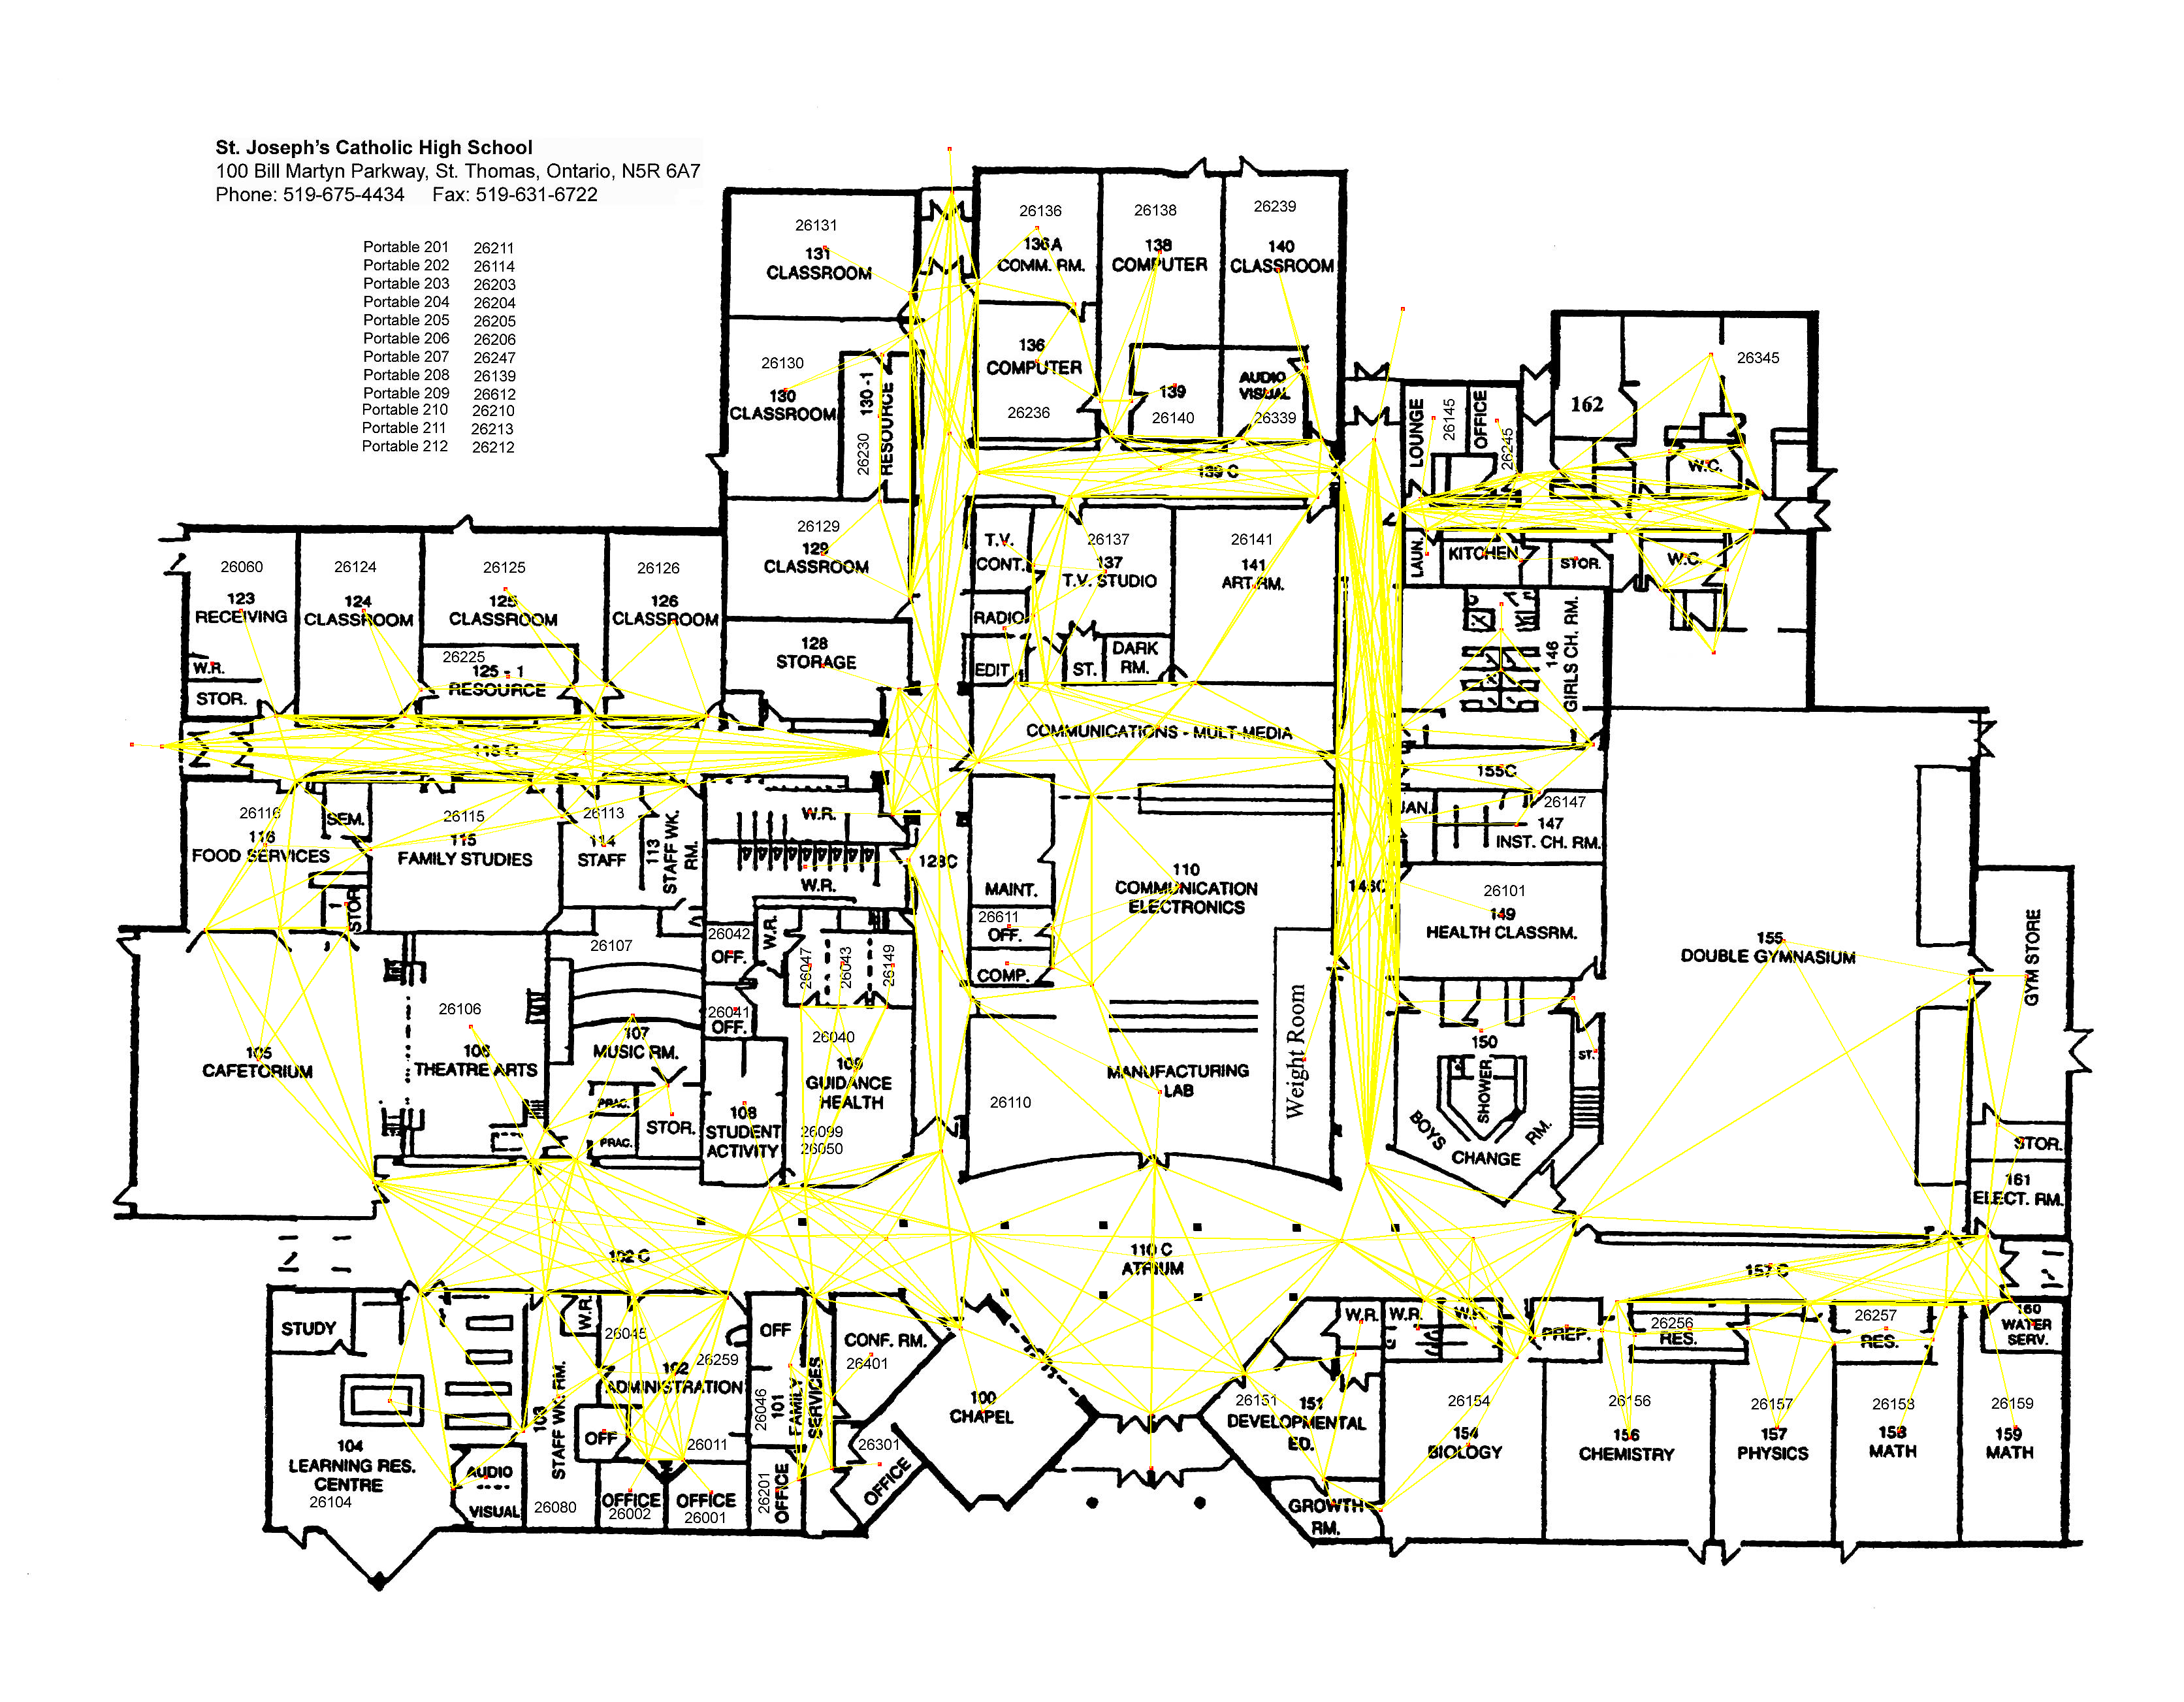 St. Joseph's Catholic High School
100 Bill Martyn Parkway, St. Thomas, Ontario, N5R 6A7
Phone: 519-675-4434 Fax: 519-631-6722
Portable 201 26211
Portable 202 26114
Portable 203 26203
Portable 204 26204
Portable 205 26205
Portable 206 26206
Portable 207 26247
Portable 208 26139
Portable 209 26612
Portable 210 26210
Portable 211 26213
Portable 212 26212
26131
131
CLASSROOM
26130
130
CLASSROOM
130-1
RESOURCE
26230
26129
129
CLASSROOM
128
STORAGE
26136
136A
COMM. RM.
26138
138
COMPUTER
26239
140
CLASSROOM
136
COMPUTER
26236
139
26140
AUDIO
VISUAL
26339
139 C
LOUNGE
26145
OFFICE
26245
162
26345
W.C.
W.C.
LAUN.
KITCHEN
STOR.
T.V.
CONT.
RADIO
EDIT
26137
137
T.V. STUDIO
ST.
DARK
RM.
26141
141
ART RM.
146
GIRLS CH. RM.
26060
123
RECEIVING
W.R.
STOR.
26124
124
CLASSROOM
26125
125
CLASSROOM
26225
125 - 1
RESOURCE
26126
126
CLASSROOM
115 C
COMMUNICATIONS - MULT-MEDIA
155C
26116
116
FOOD SERVICES
SEM.
1
STOR
26115
115
FAMILY STUDIES
26113
114
STAFF
113
STAFF WK.
RM.
W.R.
W.R.
128C
MAINT.
26611
OFF.
COMP.
110
COMMUNICATION
ELECTRONICS
JAN.
26147
147
INST. CH. RM.
148C
26101
149
HEALTH CLASSRM.
155
DOUBLE GYMNASIUM
GYM STORE
105
CAFETORIUM
26106
106
THEATRE ARTS
26107
107
MUSIC RM.
PRAC.
PRAC.
STOR.
26042
OFF.
26041
OFF.
W.R.
26047
26043
26149
26040
109
GUIDANCE
HEALTH
26099
26050
108
STUDENT
ACTIVITY
26110
MANUFACTURING
LAB
Weight Room
150
SHOWER
BOYS
CHANGE
RM.
ST.
STOR.
161
ELECT. RM.
102 C
110 C
ATRIUM
157 C
STUDY
104
LEARNING RES.
CENTRE
26104
AUDIO
VISUAL
103
STAFF WK. RM.
26080
W.R.
26045
26259
102
ADMINISTRATION
OFF
26011
OFFICE
26002
OFFICE
26001
OFF
26046
101
FAMILY
SERVICES
26201
OFFICE
CONF. RM.
26401
26301
OFFICE
100
CHAPEL
W.R.
W.R.
W.R.
26151
151
DEVELOPMENTAL
ED.
GROWTH
RM.
PREP.
26154
154
BIOLOGY
26256
RES.
26156
156
CHEMISTRY
26157
157
PHYSICS
26257
RES.
26158
158
MATH
160
WATER
SERV.
26159
159
MATH